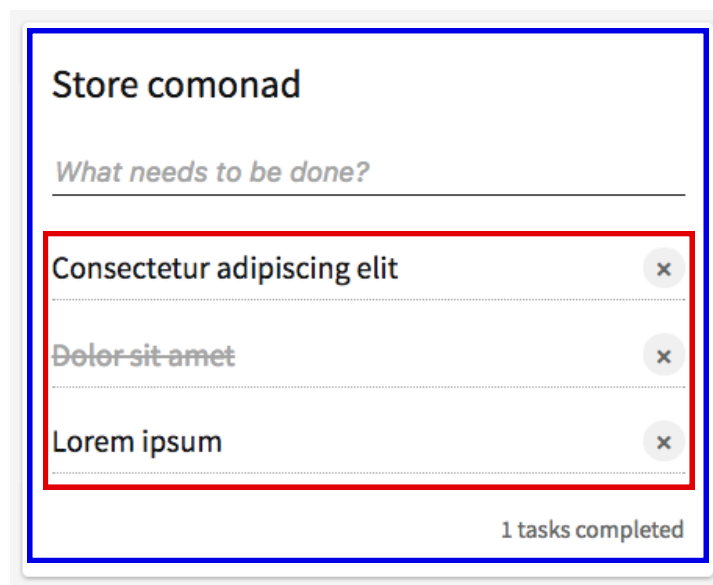 Store comonad
What needs to be done?
Consectetur adipiscing elit ×
Dolor sit amet ×
Lorem ipsum ×
1 tasks completed